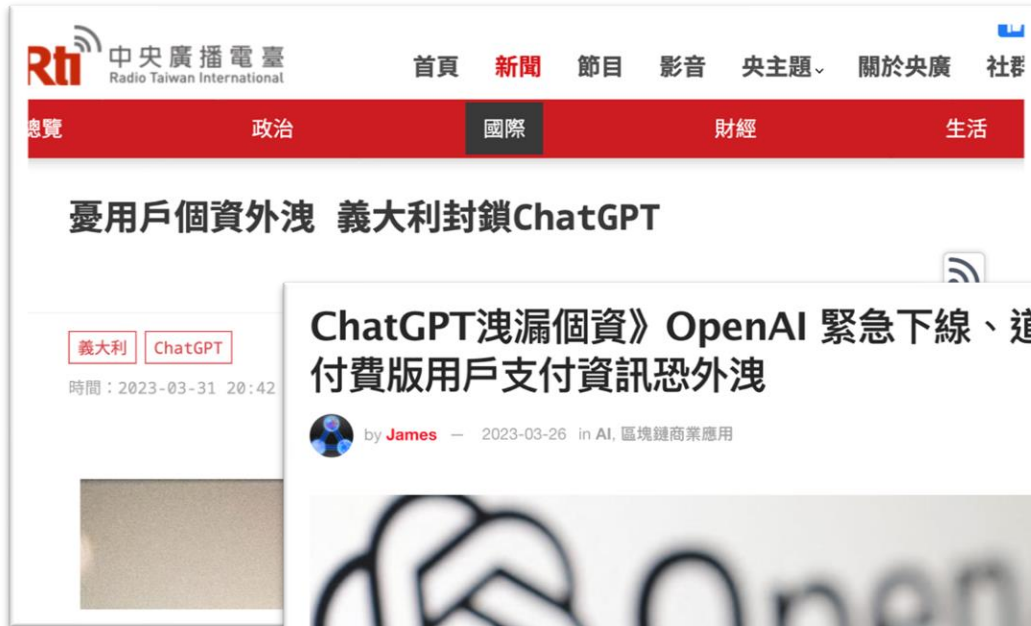 Rti 中央廣播電臺
Radio Taiwan International
首頁 新聞 節目 影音 央主題 關於央廣 社群
總覽 政治 國際 財經 生活
憂用戶個資外洩 義大利封鎖ChatGPT
義大利 ChatGPT
時間：2023-03-31 20:42
ChatGPT洩漏個資》OpenAI 緊急下線、道
付費版用戶支付資訊恐外洩
by James — 2023-03-26 in AI, 區塊鏈商業應用
Open